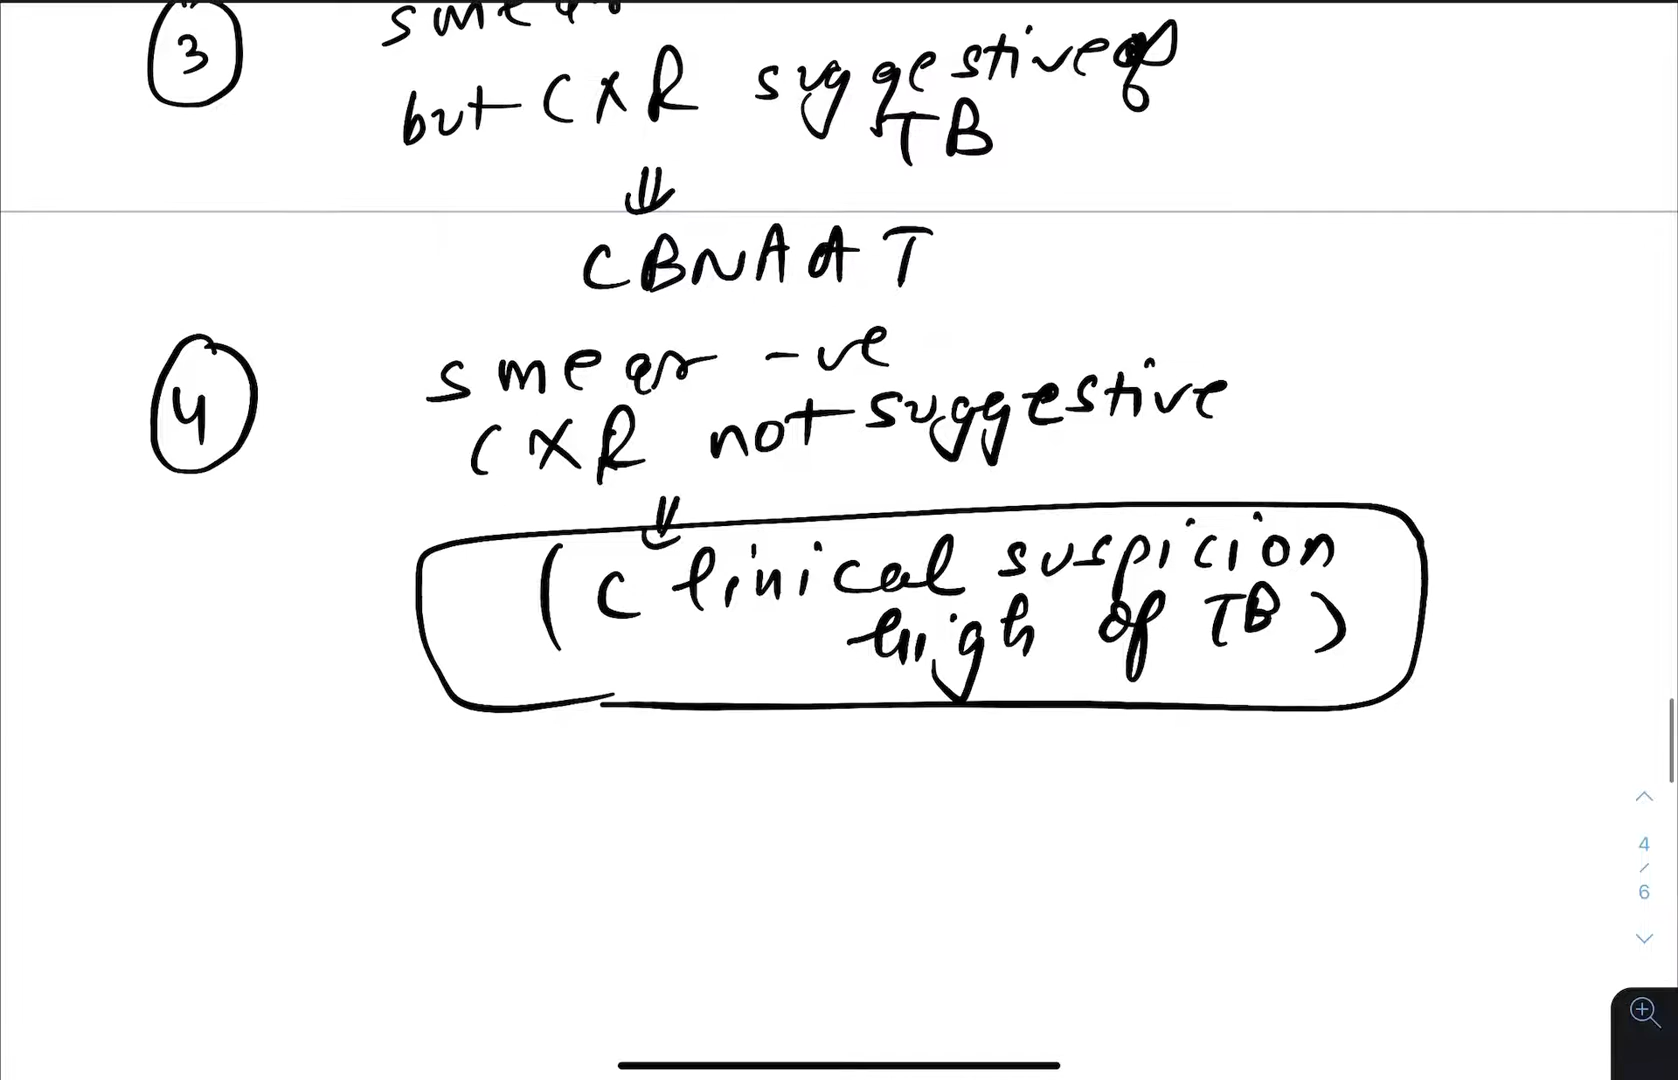 3
smear
but CXR suggestive of
TB
⇓
CBNAAT
4
smear -ve
CXR not suggestive
⇓
(Clinical suspicion
high of TB)
4
/
6